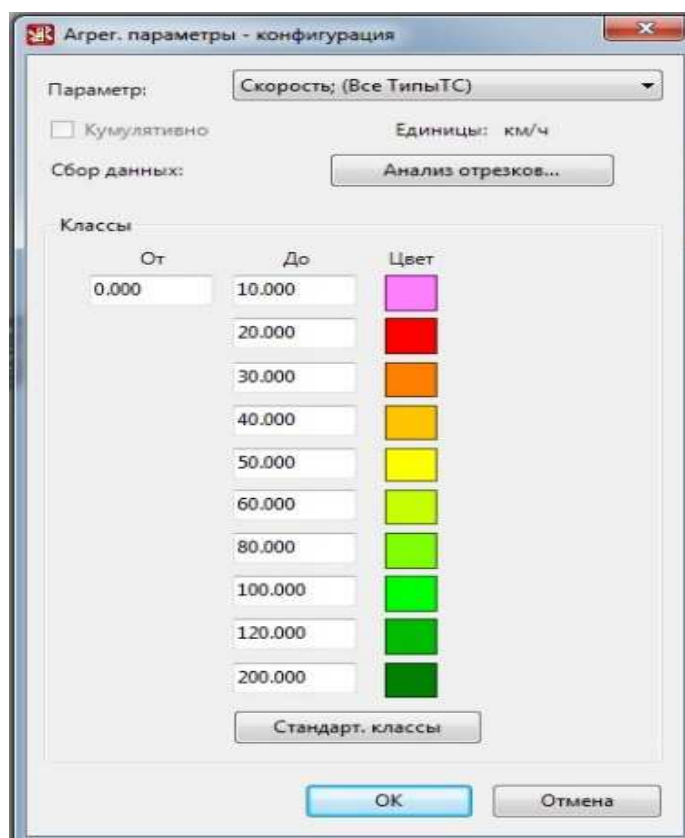 Агрег. параметры - конфигурация
Параметр: Скорость; (Все ТипыТС)
Кумулятивно Единицы: км/ч
Сбор данных: Анализ отрезков...
Классы
От До Цвет
0.000 10.000
20.000
30.000
40.000
50.000
60.000
80.000
100.000
120.000
200.000
Стандарт. классы
OK Отмена